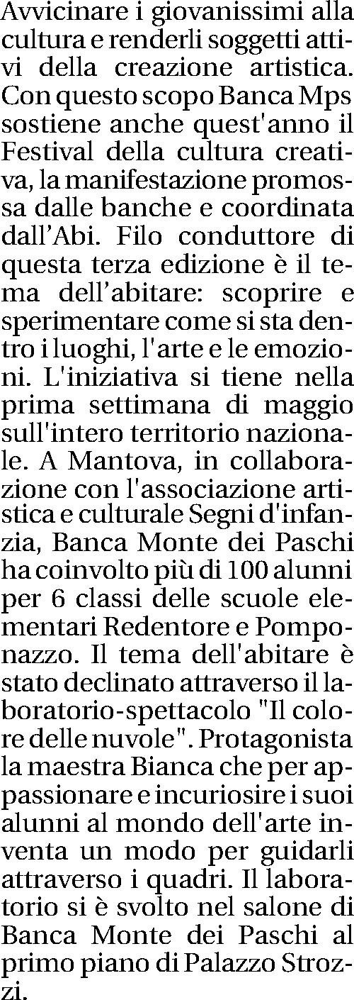 Avvicinare i giovanissimi alla
cultura e renderli soggetti atti-
vi della creazione artistica.
Con questo scopo Banca Mps
sostiene anche quest'anno il
Festival della cultura creati-
va, la manifestazione promos-
sa dalle banche e coordinata
dall’Abi. Filo conduttore di
questa terza edizione è il te-
ma dell’abitare: scoprire e
sperimentare come si sta den-
tro i luoghi, l'arte e le emozio-
ni. L'iniziativa si tiene nella
prima settimana di maggio
sull'intero territorio naziona-
le. A Mantova, in collabora-
zione con l'associazione arti-
stica e culturale Segni d'infan-
zia, Banca Monte dei Paschi
ha coinvolto più di 100 alunni
per 6 classi delle scuole ele-
mentari Redentore e Pompo-
nazzo. Il tema dell'abitare è
stato declinato attraverso il la-
boratorio-spettacolo "Il colo-
re delle nuvole". Protagonista
la maestra Bianca che per ap-
passionare e incuriosire i suoi
alunni al mondo dell'arte in-
venta un modo per guidarli
attraverso i quadri. Il labora-
torio si è svolto nel salone di
Banca Monte dei Paschi al
primo piano di Palazzo Stroz-
zi.